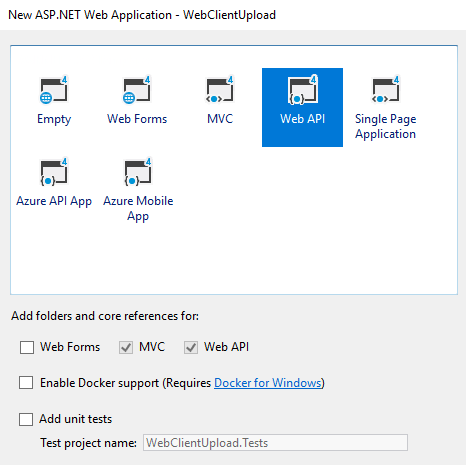 New ASP.NET Web Application - WebClientUpload
4 4 4 4 4
Empty Web Forms MVC Web API Single Page
Application
4 4
Azure API App Azure Mobile
App
Add folders and core references for:
Web Forms MVC Web API
Enable Docker support (Requires Docker for Windows)
Add unit tests
Test project name: WebClientUpload.Tests